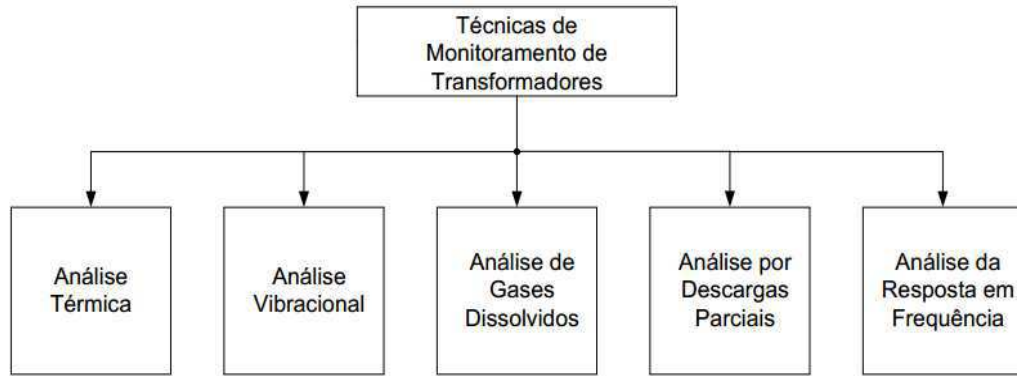 Técnicas de
Monitoramento de
Transformadores
Análise
Térmica
Análise
Vibracional
Análise de
Gases
Dissolvidos
Análise por
Descargas
Parciais
Análise da
Resposta em
Frequência